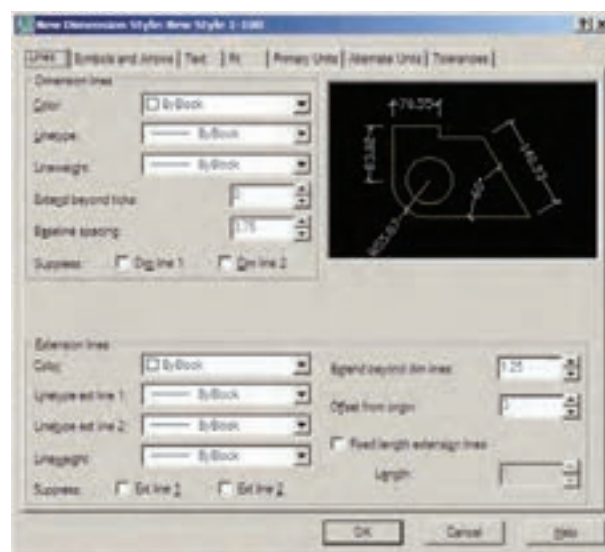 New Dimension Style: New Style 1-100
Lines Symbols and Arrows Text Fit Primary Units Alternate Units Tolerances
Dimension lines
Color: ByBlock
Linetype: ByBlock
Lineweight: ByBlock
Extend beyond ticks:
Baseline spacing: 3.75
Suppress: Dim line 1 Dim line 2
Extension lines
Color: ByBlock
Linetype ext line 1: ByBlock
Linetype ext line 2: ByBlock
Lineweight: ByBlock
Suppress: Ext line 1 Ext line 2
Extend beyond dim lines: 1.25
Offset from origin:
Fixed length extension lines
Length:
OK Cancel Help